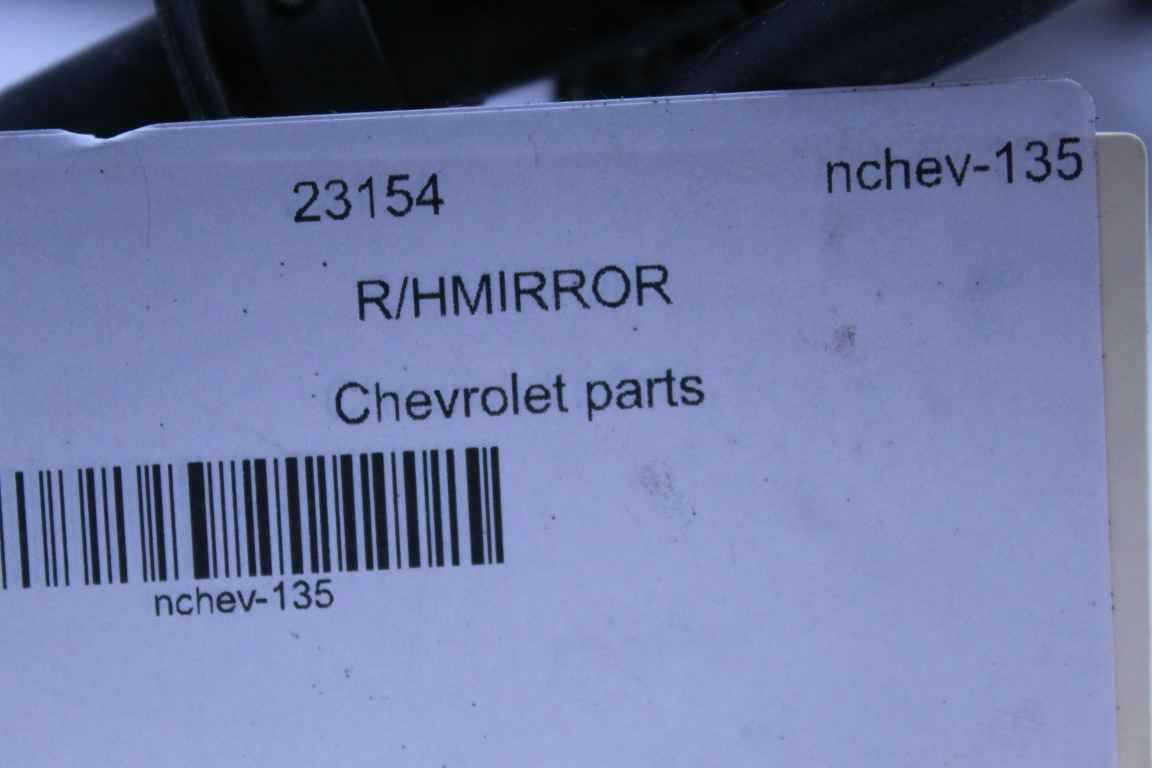 23154 nchev-135
R/HMIRROR
Chevrolet parts
nchev-135